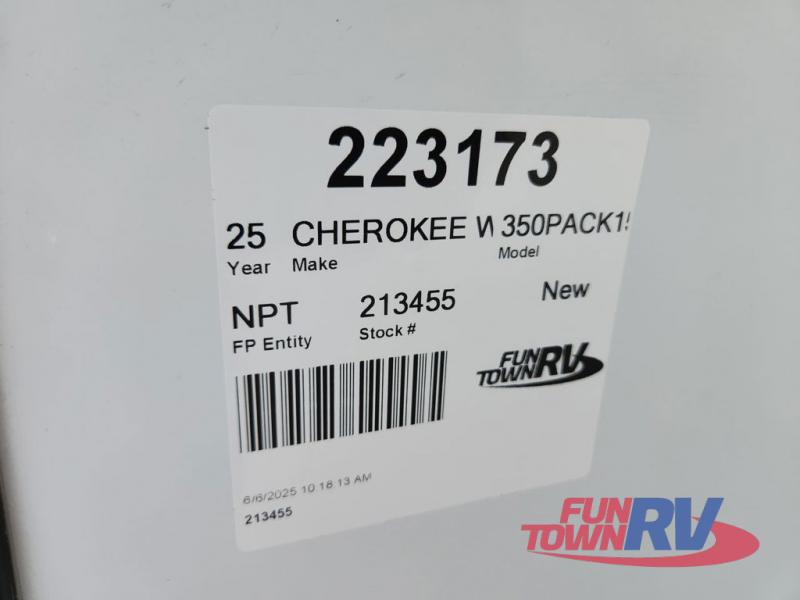 223173
25 CHEROKEE W 350PACK15
Year Make Model
NPT 213455 New
FP Entity Stock #
FUN TOWN RV
6/6/2025 10:18:13 AM
213455
FUN TOWN RV